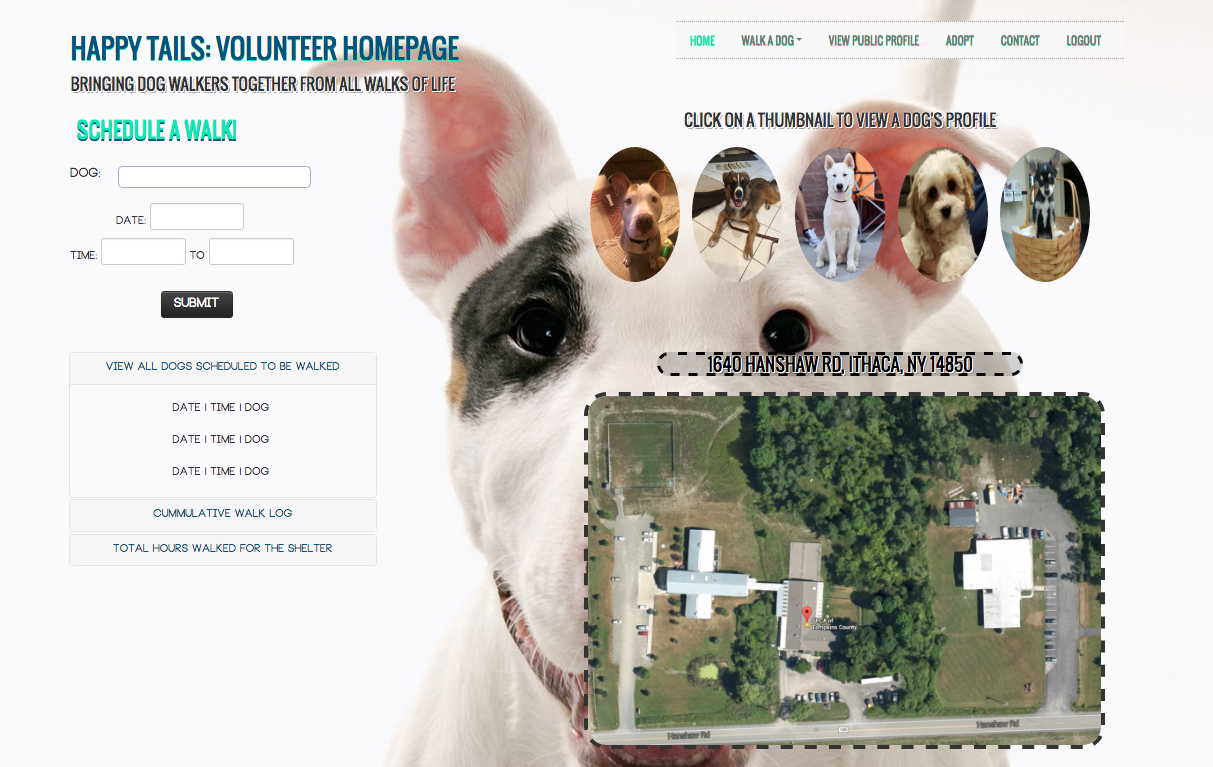 HAPPY TAILS: VOLUNTEER HOMEPAGE
BRINGING DOG WALKERS TOGETHER FROM ALL WALKS OF LIFE
HOME WALK A DOG VIEW PUBLIC PROFILE ADOPT CONTACT LOGOUT
SCHEDULE A WALK!
DOG:
DATE:
TIME: TO
SUBMIT
VIEW ALL DOGS SCHEDULED TO BE WALKED
DATE | TIME | DOG
DATE | TIME | DOG
DATE | TIME | DOG
CUMMULATIVE WALK LOG
TOTAL HOURS WALKED FOR THE SHELTER
CLICK ON A THUMBNAIL TO VIEW A DOG'S PROFILE
1640 HANSHAW RD, ITHACA, NY 14850
SPCA of
Tompkins County
Hanshaw Rd
Hanshaw Rd